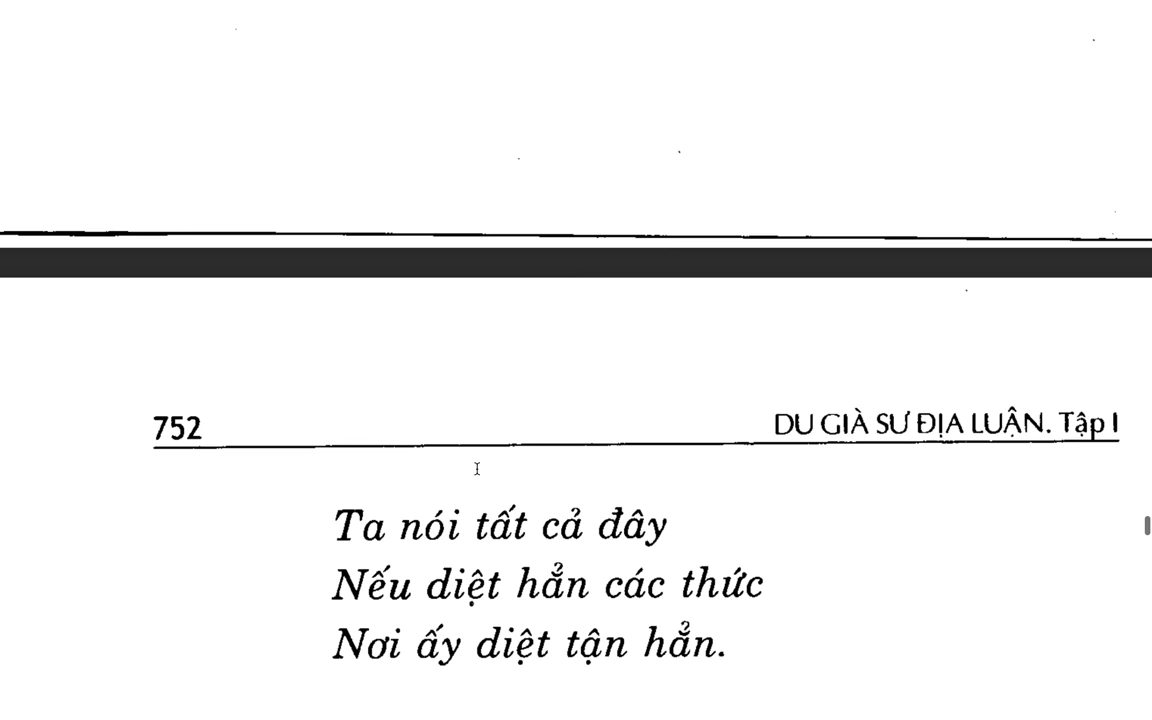 752 DU GIÀ SƯ ĐỊA LUẬN. Tập I
Ta nói tất cả đây
Nếu diệt hẳn các thức
Nơi ấy diệt tận hẳn.